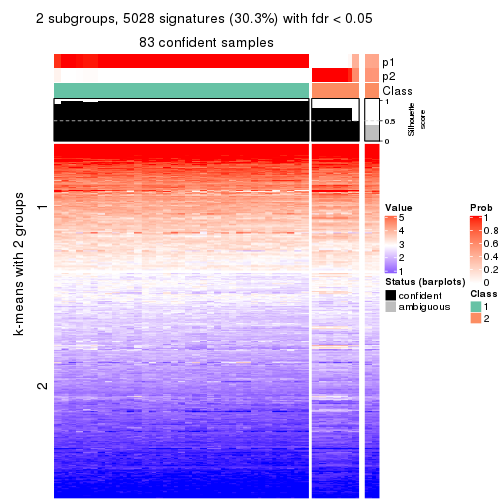 2 subgroups, 5028 signatures (30.3%) with fdr < 0.05
83 confident samples
p1
p2
Class
1
0.5
0
Silhouette
score
k-means with 2 groups
1
2
Value
5
4
3
2
1
Status (barplots)
confident
ambiguous
Prob
1
0.8
0.6
0.4
0.2
0
Class
1
2